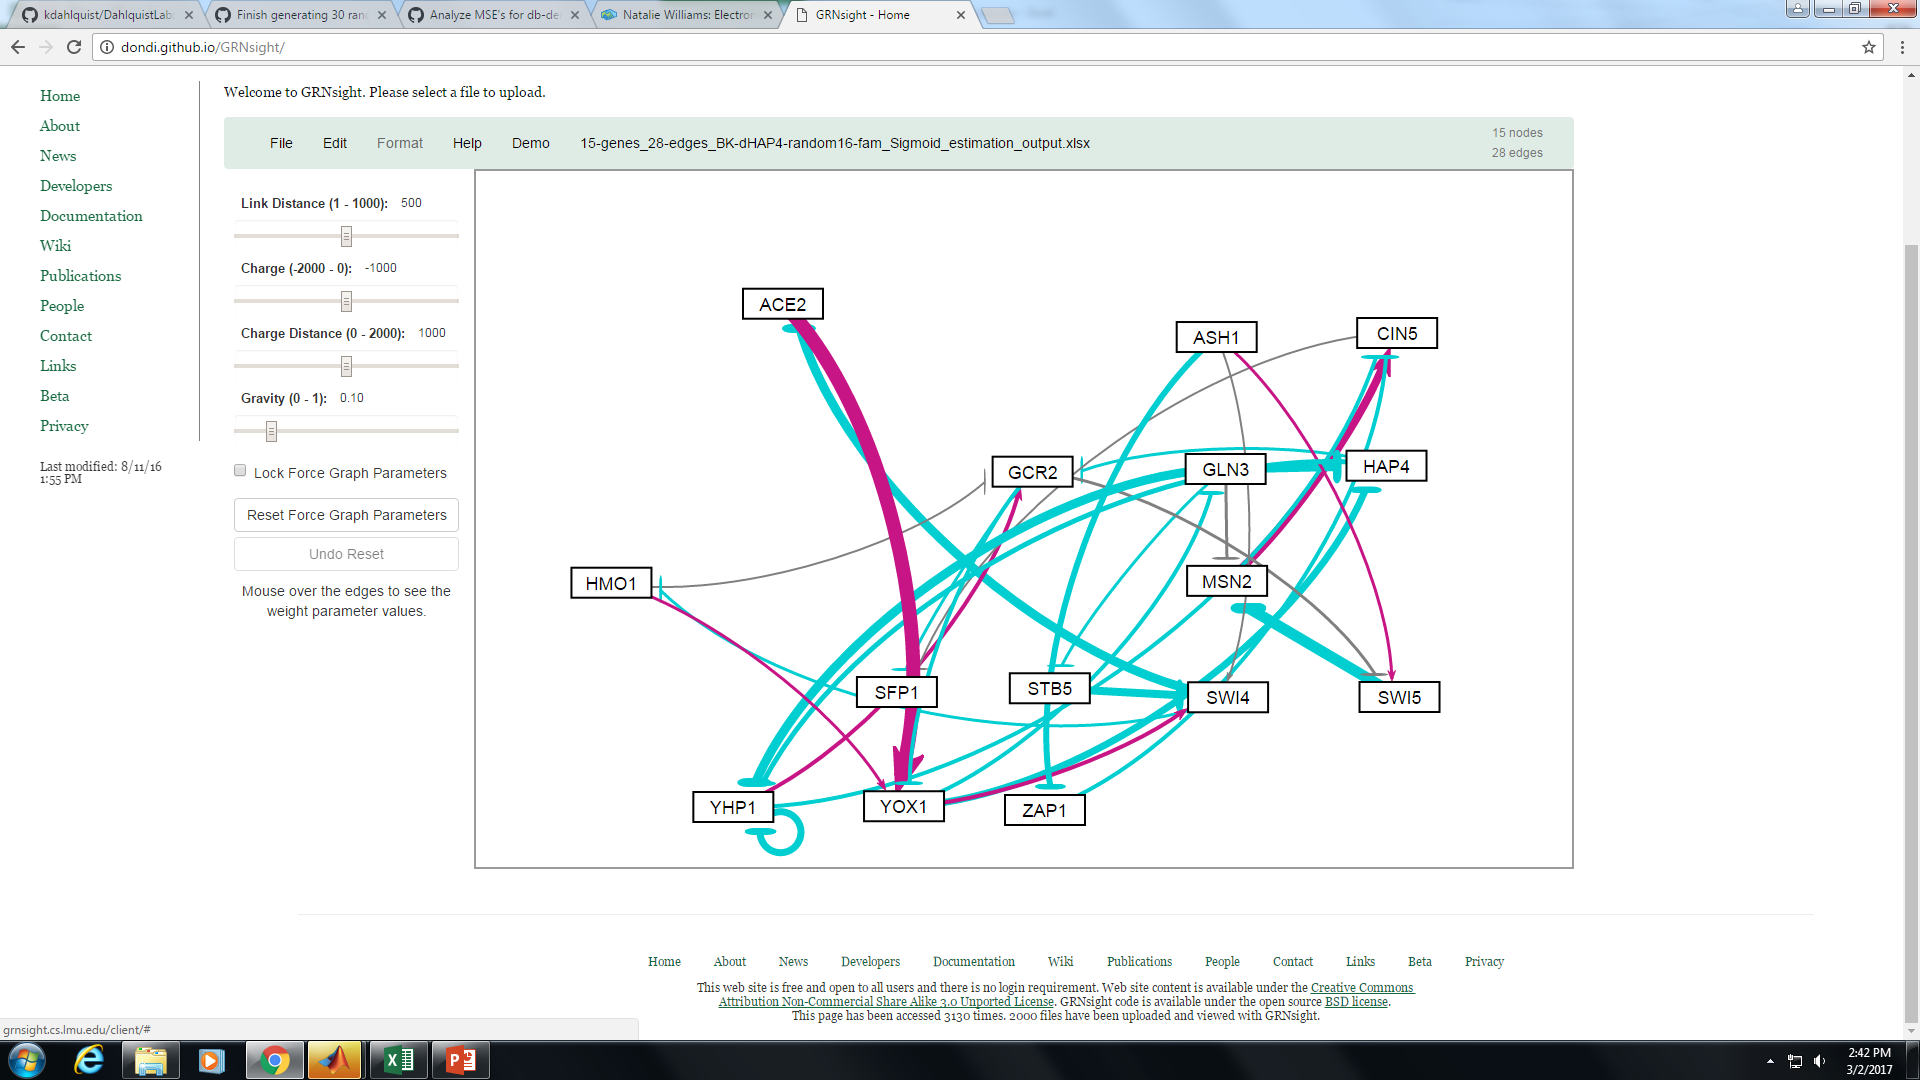 kdahlquist/DahlquistLab
Finish generating 30 ran
Analyze MSE's for db-de
Natalie Williams: Electron
GRNsight - Home
dondi.github.io/GRNsight/
Home
About
News
Developers
Documentation
Wiki
Publications
People
Contact
Links
Beta
Privacy
Last modified: 8/11/16
1:55 PM
Welcome to GRNsight. Please select a file to upload.
File Edit Format Help Demo 15-genes_28-edges_BK-dHAP4-random16-fam_Sigmoid_estimation_output.xlsx
15 nodes
28 edges
Link Distance (1 - 1000): 500
Charge (-2000 - 0): -1000
Charge Distance (0 - 2000): 1000
Gravity (0 - 1): 0.10
Lock Force Graph Parameters
Reset Force Graph Parameters
Undo Reset
Mouse over the edges to see the
weight parameter values.
ACE2
ASH1
CIN5
GCR2
GLN3
HAP4
HMO1
MSN2
SFP1
STB5
SWI4
SWI5
YHP1
YOX1
ZAP1
Home About News Developers Documentation Wiki Publications People Contact Links Beta Privacy
This web site is free and open to all users and there is no login requirement. Web site content is available under the Creative Commons
Attribution Non-Commercial Share Alike 3.0 Unported License. GRNsight code is available under the open source BSD license.
This page has been accessed 3130 times. 2000 files have been uploaded and viewed with GRNsight.
grnsight.cs.lmu.edu/client/#
2:42 PM
3/2/2017